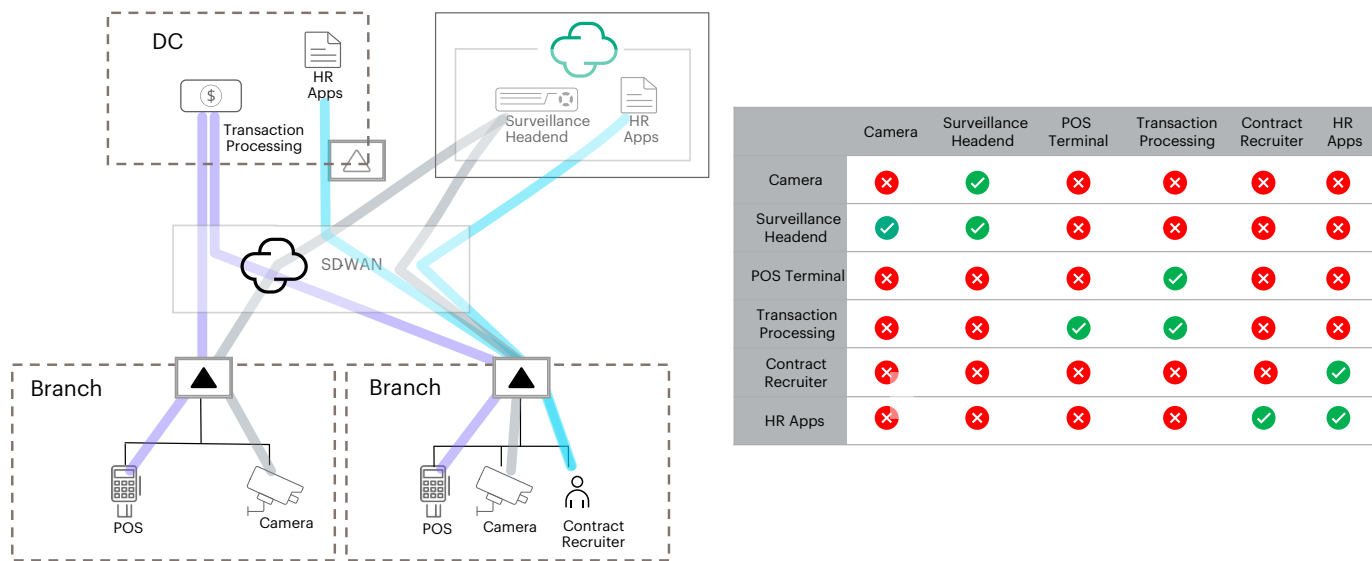 DC
$
HR
Apps
Transaction
Processing
Surveillance
Headend
HR
Apps
SD-WAN
Branch
POS
Camera
Branch
POS
Camera
Contract
Recruiter
Camera
Surveillance
Headend
POS
Terminal
Transaction
Processing
Contract
Recruiter
HR
Apps
Camera
Surveillance
Headend
POS Terminal
Transaction
Processing
Contract
Recruiter
HR Apps